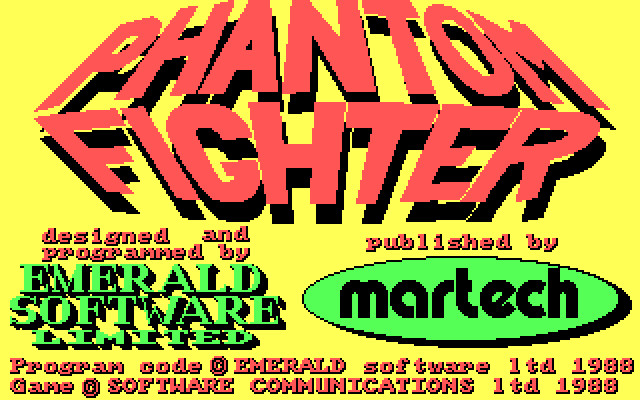 PHANTOM
FIGHTER
designed and
programmed by
EMERALD
SOFTWARE
LIMITED
published by
martech
Program code @ EMERALD software ltd 1988
Game @ SOFTWARE COMMUNICATIONS ltd 1988